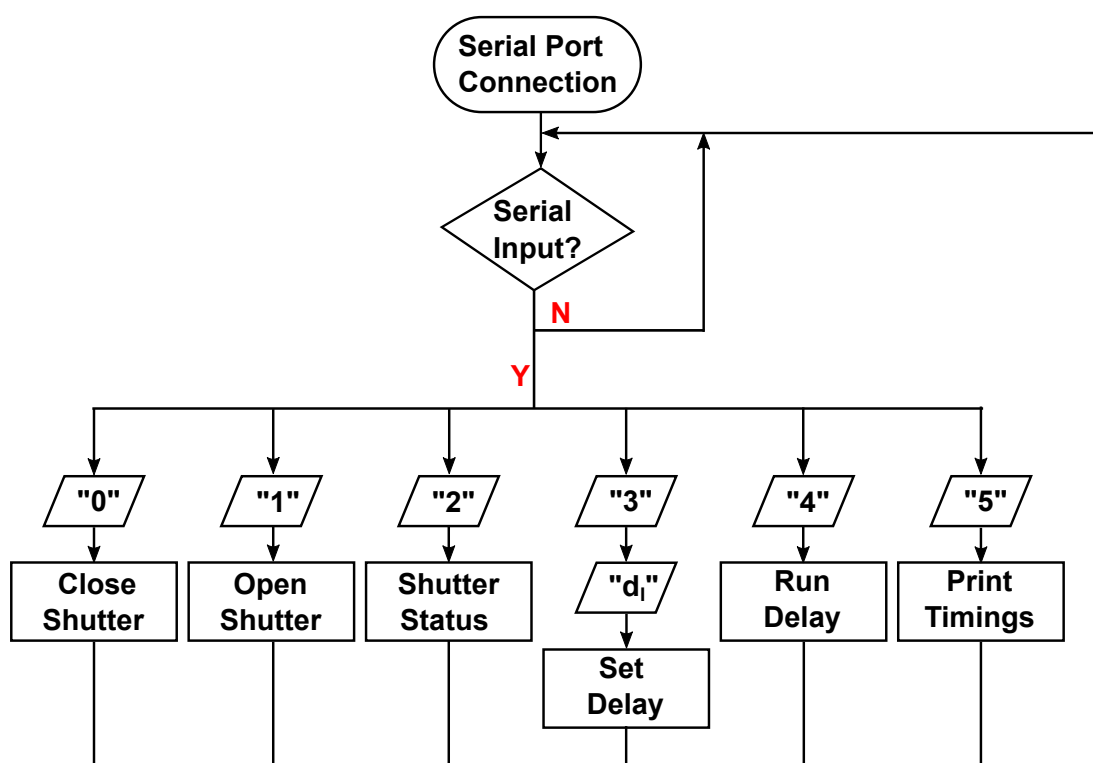 Serial Port
Connection
Serial
Input?
N
Y
"0"
"1"
"2"
"3"
"4"
"5"
Close
Shutter
Open
Shutter
Shutter
Status
"dₗ"
Set
Delay
Run
Delay
Print
Timings